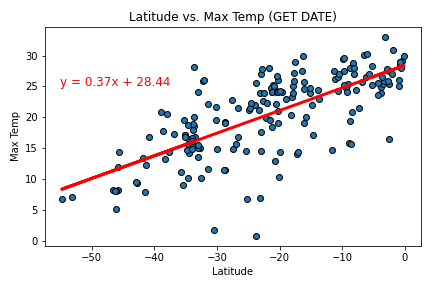 Latitude vs. Max Temp (GET DATE)
y = 0.37x + 28.44
Max Temp
30
25
20
15
10
5
0
−50 −40 −30 −20 −10 0
Latitude